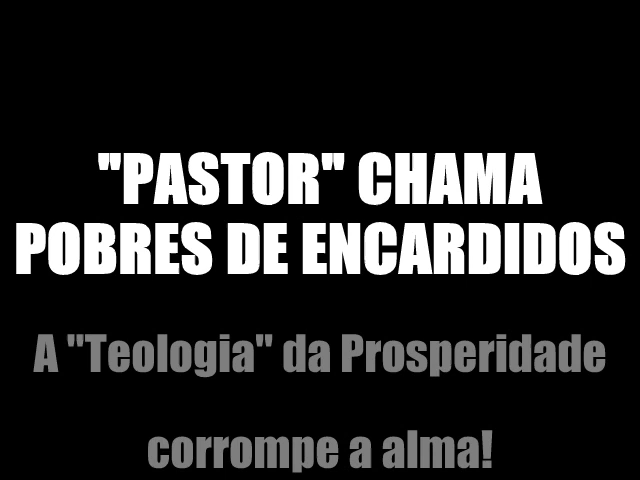 "PASTOR" CHAMA
POBRES DE ENCARDIDOS
A "Teologia" da Prosperidade
corrompe a alma!